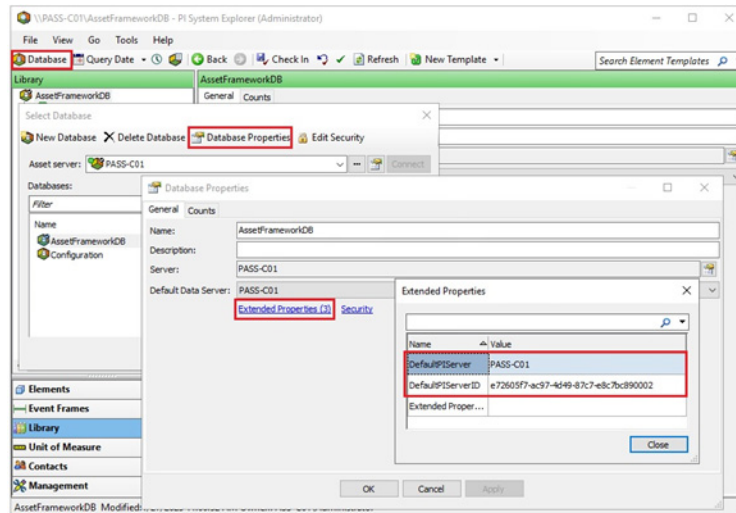 \\PASS-C01\AssetFrameworkDB - PI System Explorer (Administrator)
File View Go Tools Help
Database Query Date Back Check In Refresh New Template Search Element Templates
Library
AssetFrameworkDB
AssetFrameworkDB
General Counts
Select Database
New Database Delete Database Database Properties Edit Security
Asset server: PASS-C01 Connect
Databases:
Filter
Name
AssetFrameworkDB
Configuration
Database Properties
General Counts
Name: AssetFrameworkDB
Description:
Server: PASS-C01
Default Data Server: PASS-C01
Extended Properties (3) Security
Extended Properties
Name Value
DefaultPIServer PASS-C01
DefaultPIServerID e72605f7-ac97-4d49-87c7-e8c7bc890002
Extended Proper...
Close
OK Cancel Apply
Elements
Event Frames
Library
Unit of Measure
Contacts
Management
AssetFrameworkDB Modified: